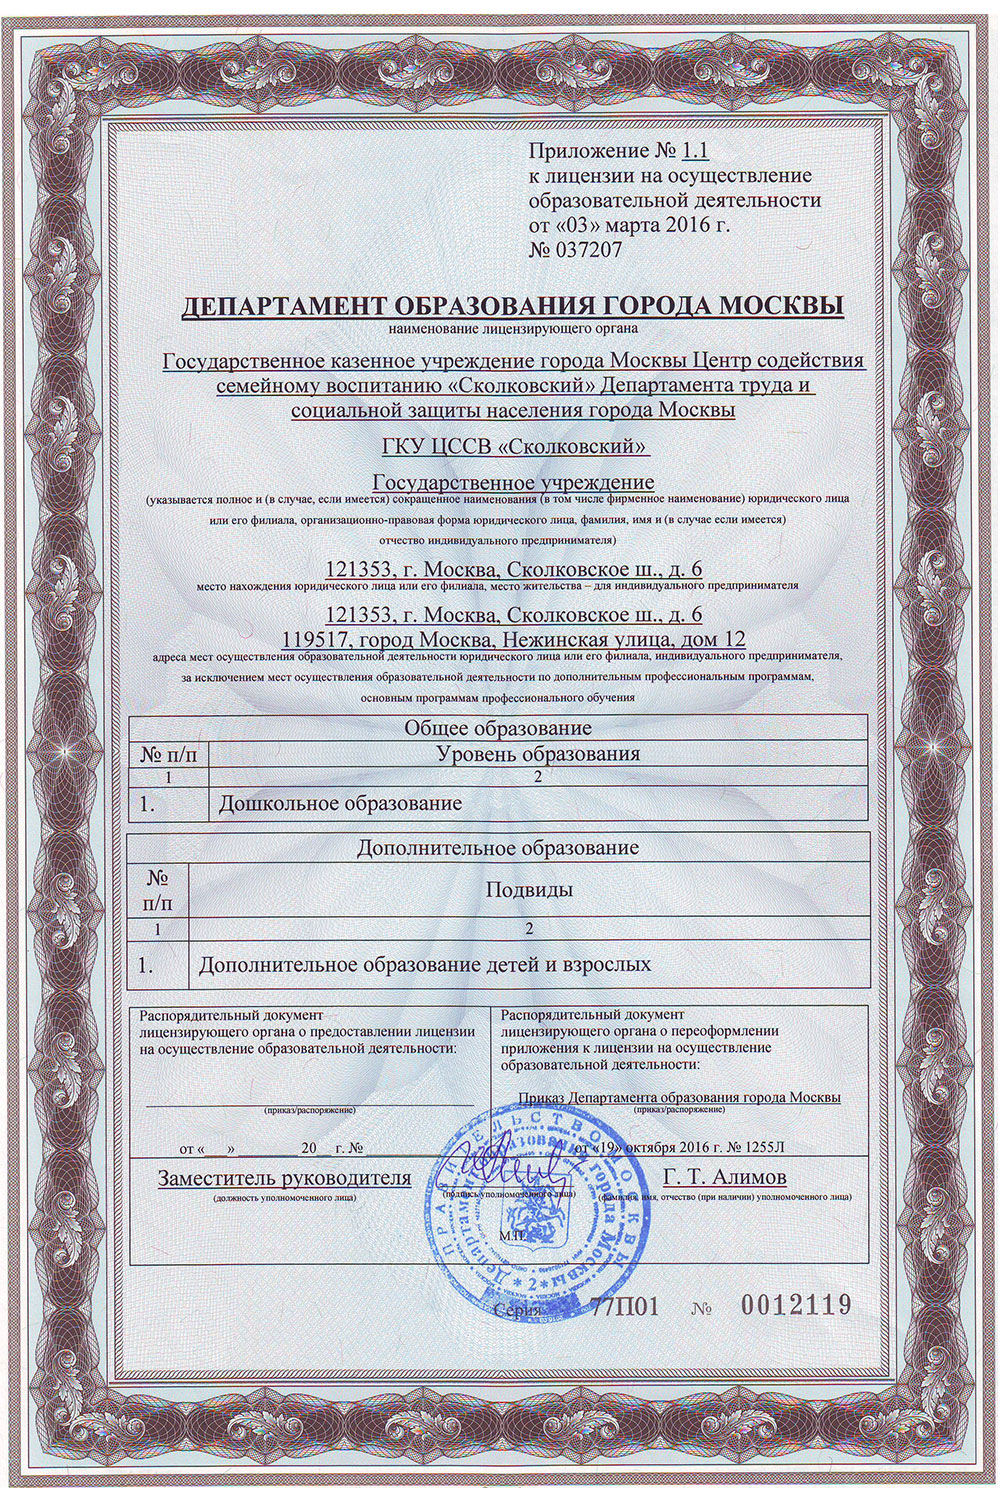 Приложение № 1.1
к лицензии на осуществление
образовательной деятельности
от «03» марта 2016 г.
№ 037207
ДЕПАРТАМЕНТ ОБРАЗОВАНИЯ ГОРОДА МОСКВЫ
наименование лицензирующего органа
Государственное казенное учреждение города Москвы Центр содействия
семейному воспитанию «Сколковский» Департамента труда и
социальной защиты населения города Москвы
ГКУ ЦССВ «Сколковский»
Государственное учреждение
(указывается полное и (в случае, если имеется) сокращенное наименования (в том числе фирменное наименование) юридического лица
или его филиала, организационно-правовая форма юридического лица, фамилия, имя и (в случае если имеется)
отчество индивидуального предпринимателя)
121353, г. Москва, Сколковское ш., д. 6
место нахождения юридического лица или его филиала, место жительства – для индивидуального предпринимателя
121353, г. Москва, Сколковское ш., д. 6
119517, город Москва, Нежинская улица, дом 12
адреса мест осуществления образовательной деятельности юридического лица или его филиала, индивидуального предпринимателя,
за исключением мест осуществления образовательной деятельности по дополнительным профессиональным программам,
основным программам профессионального обучения
Общее образование
№ п/п Уровень образования
1 2
1. Дошкольное образование
Дополнительное образование
№ п/п Подвиды
1 2
1. Дополнительное образование детей и взрослых
Распорядительный документ
лицензирующего органа о предоставлении лицензии
на осуществление образовательной деятельности:
(приказ/распоряжение)
от «__» ________ 20__ г. № ________
Распорядительный документ
лицензирующего органа о переоформлении
приложения к лицензии на осуществление
образовательной деятельности:
Приказ Департамента образования города Москвы
(приказ/распоряжение)
от «19» октября 2016 г. № 1255Л
Заместитель руководителя Г. Т. Алимов
(должность уполномоченного лица) (подпись уполномоченного лица) (фамилия, имя, отчество (при наличии) уполномоченного лица)
М.П.
ПРАВИТЕЛЬСТВО МОСКВЫ
Департамент образования города Москвы
* 2 *
Серия 77П01 № 0012119